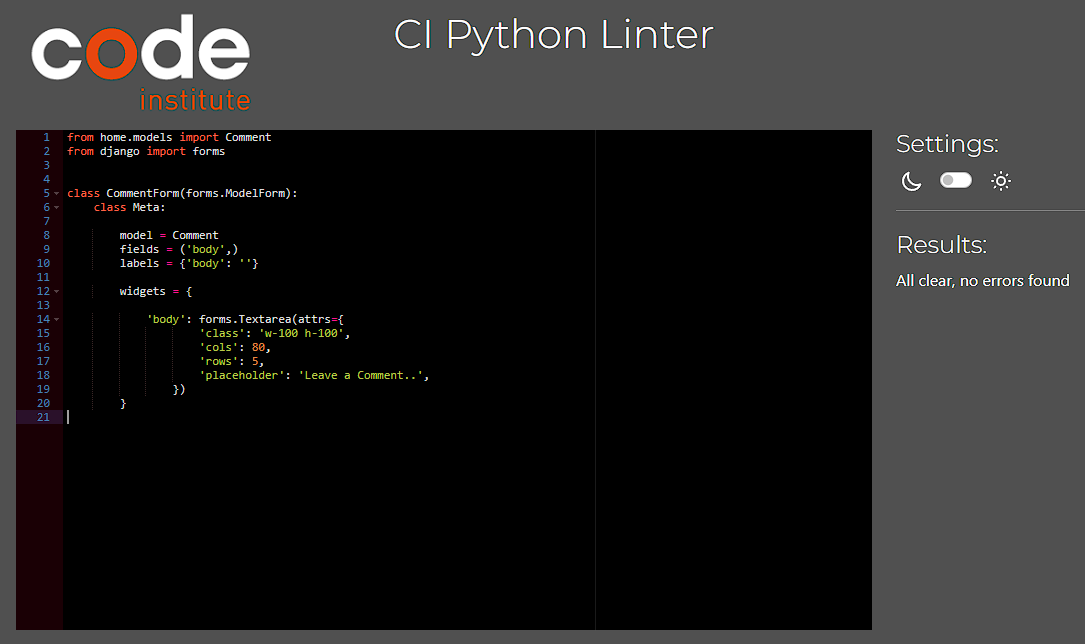 code
institute
CI Python Linter
1 from home.models import Comment
2 from django import forms
3
4
5 class CommentForm(forms.ModelForm):
6     class Meta:
7
8         model = Comment
9         fields = ('body',)
10         labels = {'body': ''}
11
12         widgets = {
13
14             'body': forms.Textarea(attrs={
15                     'class': 'w-100 h-100',
16                     'cols': 80,
17                     'rows': 5,
18                     'placeholder': 'Leave a Comment..',
19                 })
20         }
21
Settings:
Results:
All clear, no errors found